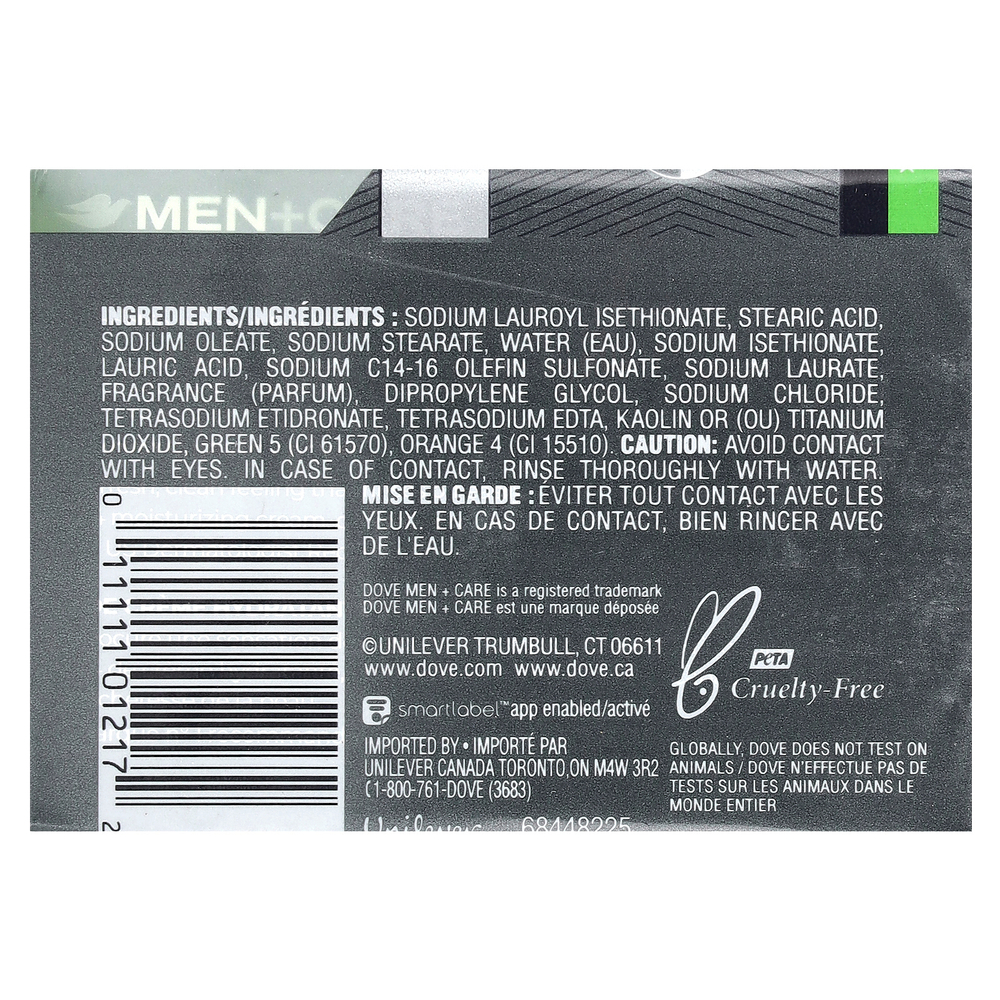 MEN+C
INGREDIENTS/INGRÉDIENTS : SODIUM LAUROYL ISETHIONATE, STEARIC ACID,
SODIUM OLEATE, SODIUM STEARATE, WATER (EAU), SODIUM ISETHIONATE,
LAURIC ACID, SODIUM C14-16 OLEFIN SULFONATE, SODIUM LAURATE,
FRAGRANCE (PARFUM), DIPROPYLENE GLYCOL, SODIUM CHLORIDE,
TETRASODIUM ETIDRONATE, TETRASODIUM EDTA, KAOLIN OR (OU) TITANIUM
DIOXIDE, GREEN 5 (CI 61570), ORANGE 4 (CI 15510). CAUTION: AVOID CONTACT
WITH EYES. IN CASE OF CONTACT, RINSE THOROUGHLY WITH WATER.
MISE EN GARDE : ÉVITER TOUT CONTACT AVEC LES
YEUX. EN CAS DE CONTACT, BIEN RINCER AVEC
DE L'EAU.
0 11111 01217 2
DOVE MEN + CARE is a registered trademark
DOVE MEN + CARE est une marque déposée
©UNILEVER TRUMBULL, CT 06611
www.dove.com www.dove.ca
smartlabel™ app enabled/activé
IMPORTED BY • IMPORTÉ PAR
UNILEVER CANADA TORONTO,ON M4W 3R2
1-800-761-DOVE (3683)
Unilever 68448225
PETA
Cruelty-Free
GLOBALLY, DOVE DOES NOT TEST ON
ANIMALS / DOVE N'EFFECTUE PAS DE
TESTS SUR LES ANIMAUX DANS LE
MONDE ENTIER